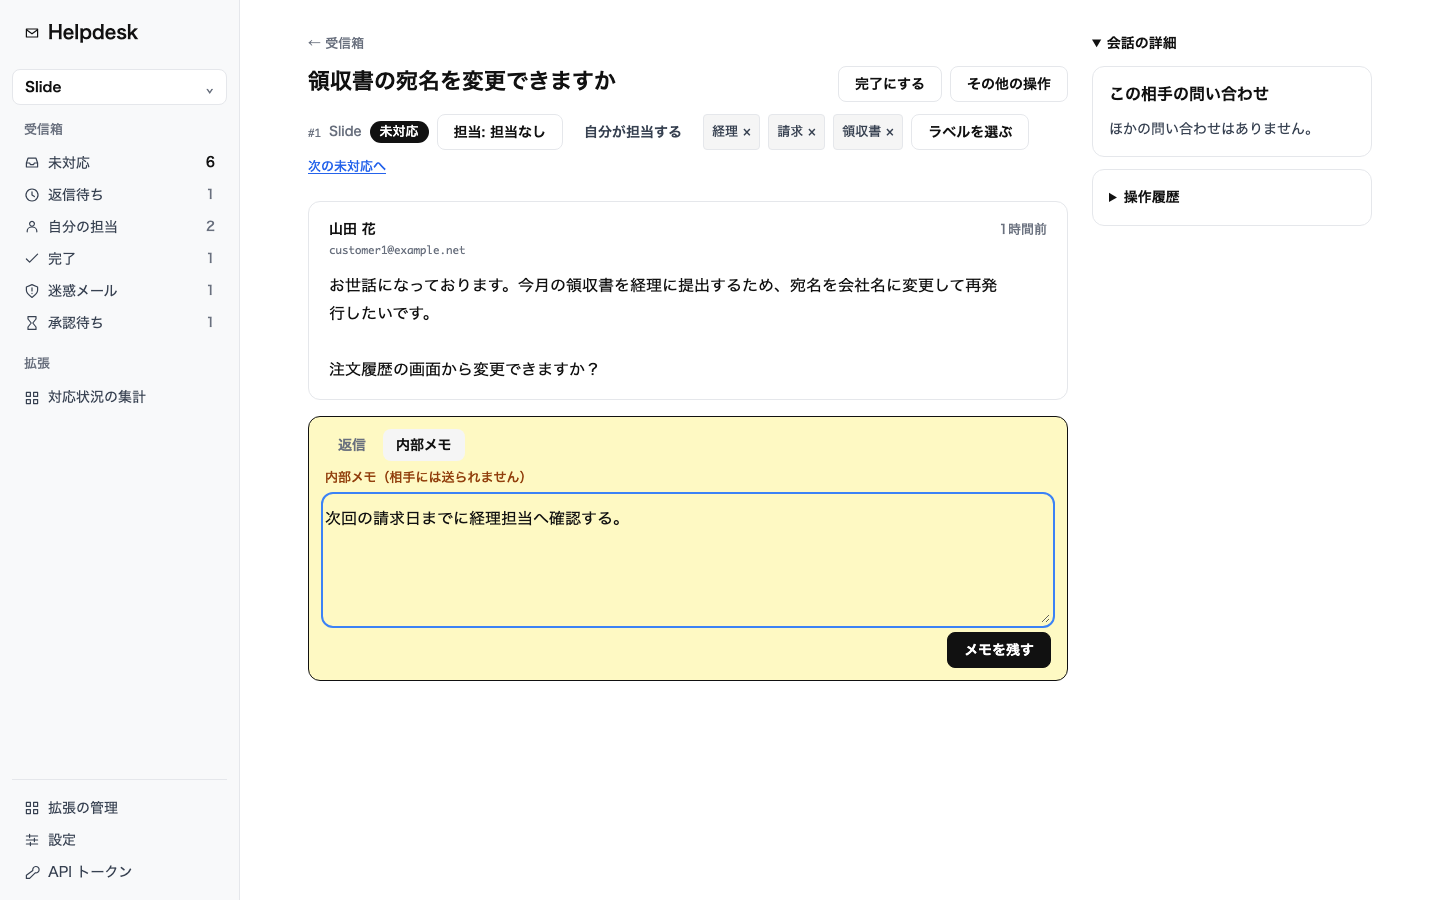 Helpdesk
Slide
受信箱
未対応 6
返信待ち 1
自分の担当 2
完了 1
迷惑メール 1
承認待ち 1
拡張
対応状況の集計
拡張の管理
設定
API トークン
← 受信箱
領収書の宛名を変更できますか
完了にする
その他の操作
#1 Slide 未対応 担当: 担当なし 自分が担当する 経理 × 請求 × 領収書 × ラベルを選ぶ
次の未対応へ
山田 花 1時間前
customer1@example.net
お世話になっております。今月の領収書を経理に提出するため、宛名を会社名に変更して再発
行したいです。
注文履歴の画面から変更できますか？
返信 内部メモ
内部メモ（相手には送られません）
次回の請求日までに経理担当へ確認する。
メモを残す
▼ 会話の詳細
この相手の問い合わせ
ほかの問い合わせはありません。
▶ 操作履歴